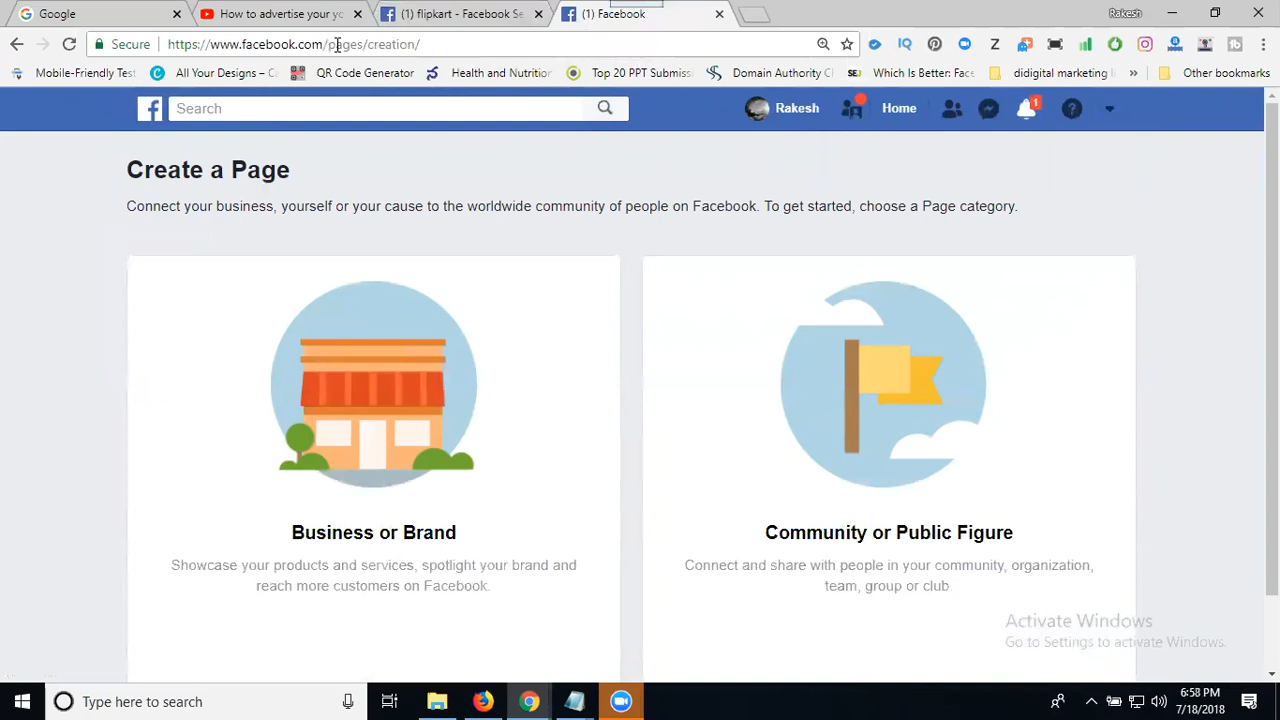 Google
How to advertise your yo
(1) flipkart - Facebook Se
(1) Facebook
Rakesh
Secure
https://www.facebook.com/pages/creation/
Mobile-Friendly Test
All Your Designs – C
QR Code Generator
Health and Nutrition
Top 20 PPT Submiss
Domain Authority Ch
Which Is Better: Face
didigital marketing l
»
Other bookmarks
Search
Rakesh
Home
1
Create a Page
Connect your business, yourself or your cause to the worldwide community of people on Facebook. To get started, choose a Page category.
Business or Brand
Showcase your products and services, spotlight your brand and
reach more customers on Facebook.
Community or Public Figure
Connect and share with people in your community, organization,
team, group or club.
Activate Windows
Go to Settings to activate Windows.
Type here to search
6:58 PM
7/18/2018